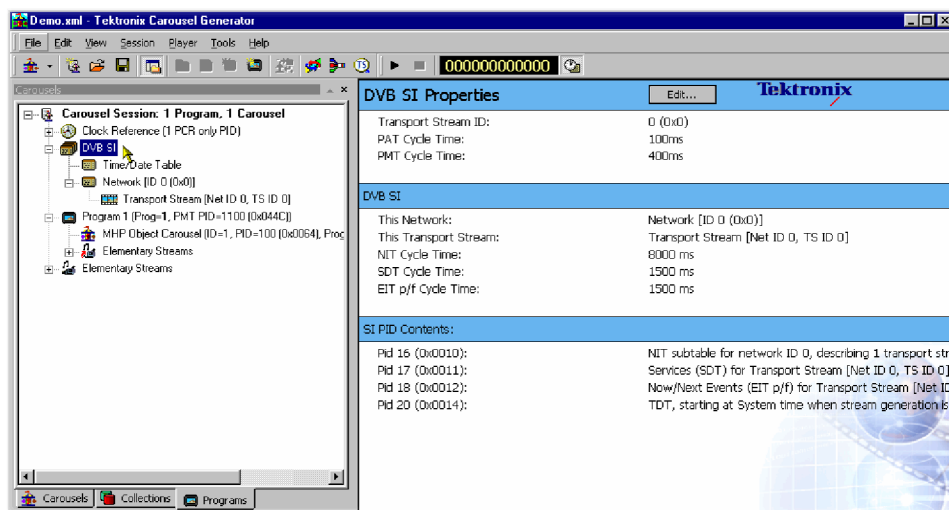 Demo.xml - Tektronix Carousel Generator
File Edit View Session Player Tools Help
000000000000
Carousels
Carousel Session: 1 Program, 1 Carousel
Clock Reference (1 PCR only PID)
DVB SI
Time/Date Table
Network [ID 0 (0x0)]
Transport Stream [Net ID 0, TS ID 0]
Program 1 (Prog=1, PMT PID=1100 (0x044C))
MHP Object Carousel (ID=1, PID=100 (0x0064), Prog
Elementary Streams
Elementary Streams
Carousels Collections Programs
DVB SI Properties Edit... Tektronix
Transport Stream ID: 0 (0x0)
PAT Cycle Time: 100ms
PMT Cycle Time: 400ms
DVB SI
This Network: Network [ID 0 (0x0)]
This Transport Stream: Transport Stream [Net ID 0, TS ID 0]
NIT Cycle Time: 8000 ms
SDT Cycle Time: 1500 ms
EIT p/f Cycle Time: 1500 ms
SI PID Contents:
Pid 16 (0x0010): NIT subtable for network ID 0, describing 1 transport str
Pid 17 (0x0011): Services (SDT) for Transport Stream [Net ID 0, TS ID 0]
Pid 18 (0x0012): Now/Next Events (EIT p/f) for Transport Stream [Net ID
Pid 20 (0x0014): TDT, starting at System time when stream generation is